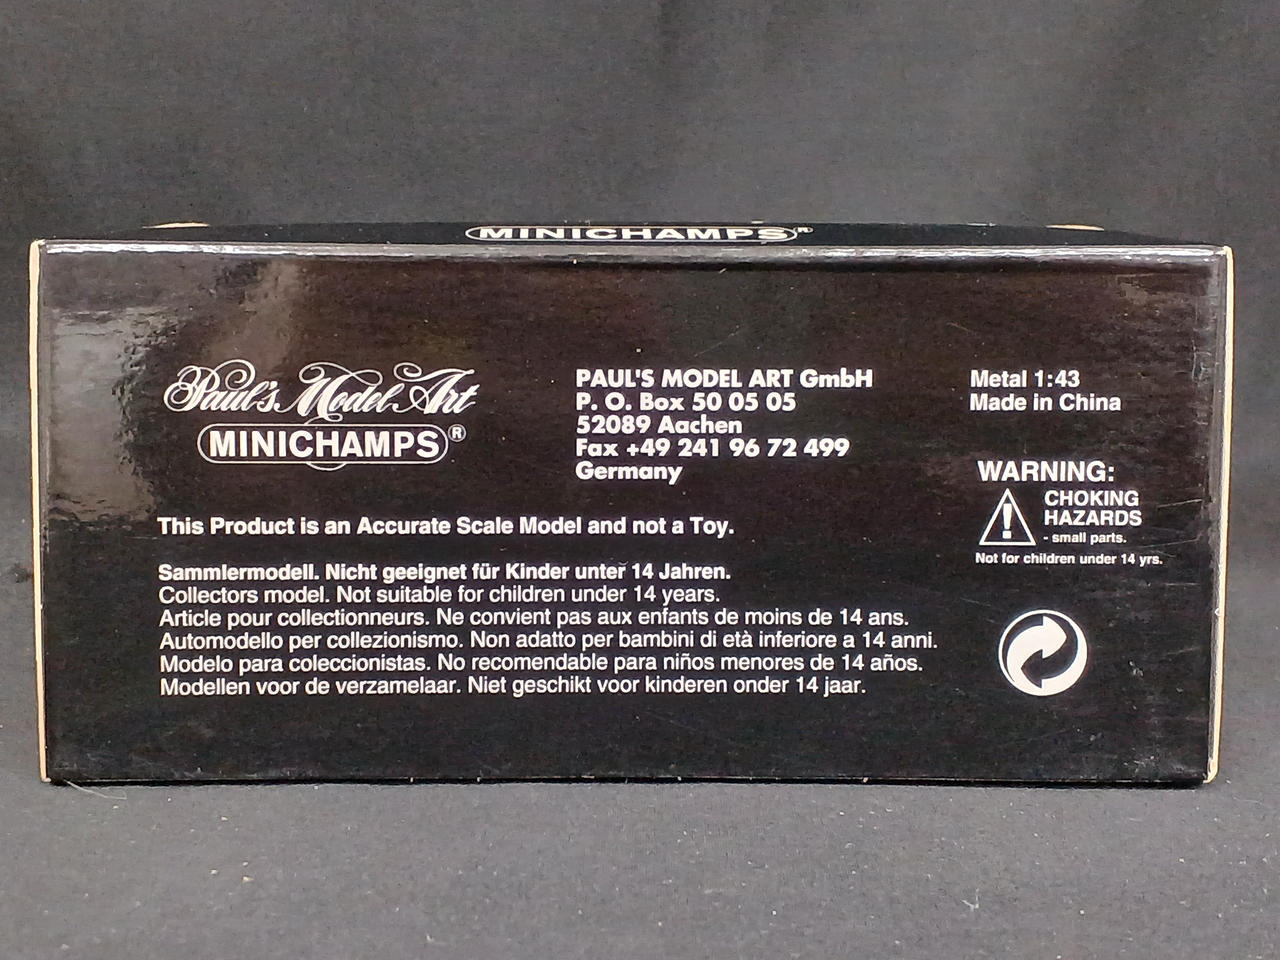 MINICHAMPS®
Paul's Model Art
MINICHAMPS®
PAUL'S MODEL ART GmbH
P. O. Box 50 05 05
52089 Aachen
Fax +49 241 96 72 499
Germany
Metal 1:43
Made in China
WARNING:
CHOKING
HAZARDS
- small parts.
Not for children under 14 yrs.
This Product is an Accurate Scale Model and not a Toy.
Sammlermodell. Nicht geeignet für Kinder unter 14 Jahren.
Collectors model. Not suitable for children under 14 years.
Article pour collectionneurs. Ne convient pas aux enfants de moins de 14 ans.
Automodello per collezionismo. Non adatto per bambini di età inferiore a 14 anni.
Modelo para coleccionistas. No recomendable para niños menores de 14 años.
Modellen voor de verzamelaar. Niet geschikt voor kinderen onder 14 jaar.